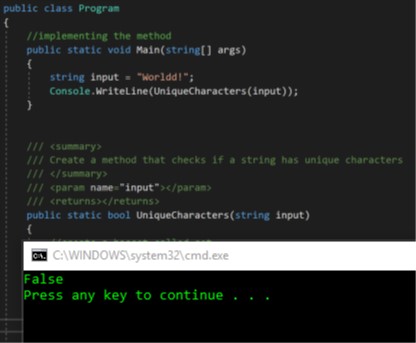 public class Program
{
//implementing the method
public static void Main(string[] args)
{
string input = "Worldd!";
Console.WriteLine(UniqueCharacters(input));
}
/// <summary>
/// Create a method that checks if a string has unique characters
/// </summary>
/// <param name="input"></param>
/// <returns></returns>
public static bool UniqueCharacters(string input)
{
C:\WINDOWS\system32\cmd.exe
False
Press any key to continue . . .